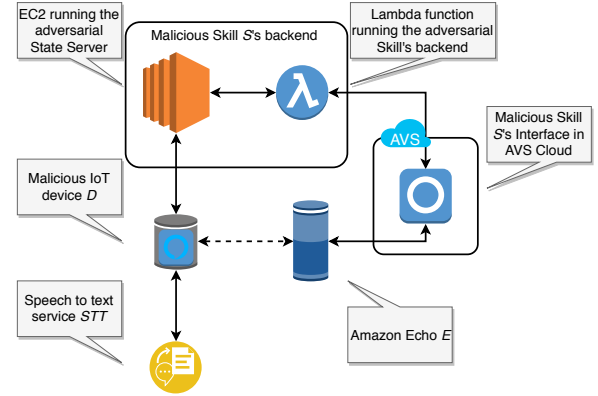 EC2 running the
adversarial
State Server
Malicious Skill S's backend
Lambda function
running the adversarial
Skill's backend
λ
AVS
Malicious Skill
S's Interface in
AVS Cloud
Malicious IoT
device D
Speech to text
service STT
Amazon Echo E